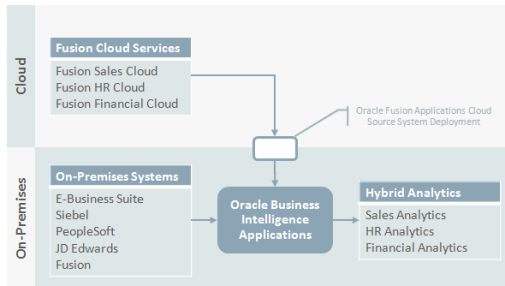 Cloud
Fusion Cloud Services
Fusion Sales Cloud
Fusion HR Cloud
Fusion Financial Cloud
Oracle Fusion Applications Cloud
Source System Deployment
On-Premises
On-Premises Systems
E-Business Suite
Siebel
PeopleSoft
JD Edwards
Fusion
Oracle Business
Intelligence
Applications
Hybrid Analytics
Sales Analytics
HR Analytics
Financial Analytics